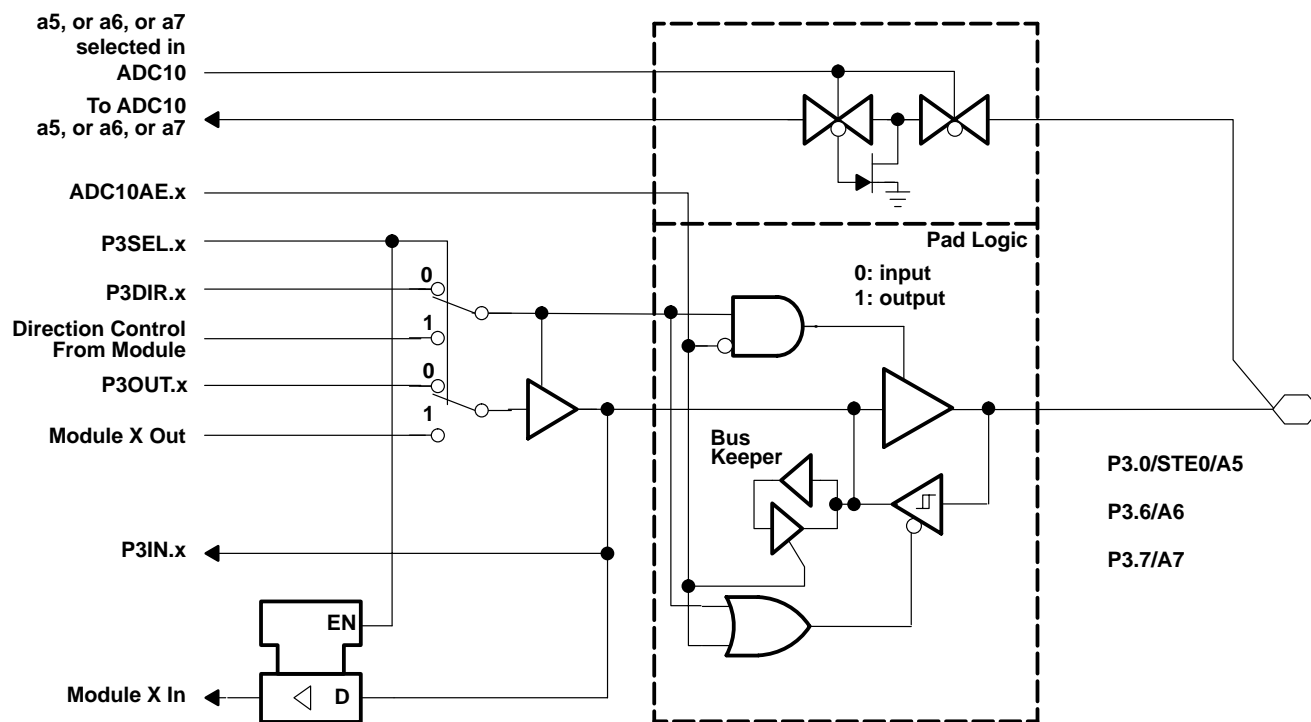 a5, or a6, or a7
selected in
ADC10
To ADC10
a5, or a6, or a7
ADC10AE.x
P3SEL.x
Pad Logic
0: input
1: output
0
P3DIR.x
1
Direction Control
From Module
0
P3OUT.x
1
Module X Out
Bus
Keeper
P3.0/STE0/A5
P3.6/A6
P3.7/A7
P3IN.x
EN
D
Module X In